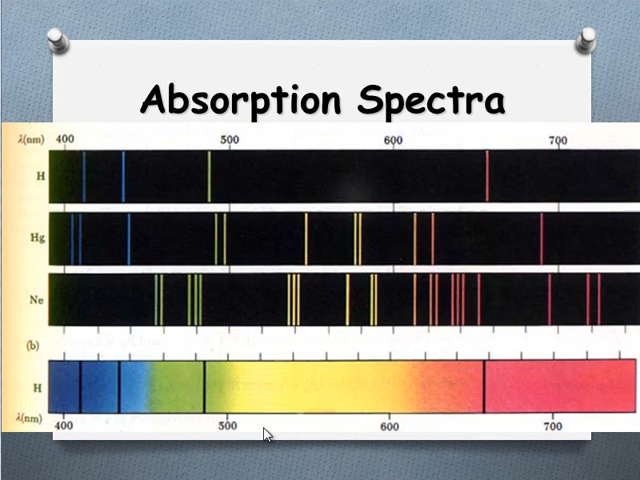 Absorption Spectra
λ(nm) 400 500 600 700
H
Hg
Ne
(b)
H
λ(nm) 400 500 600 700